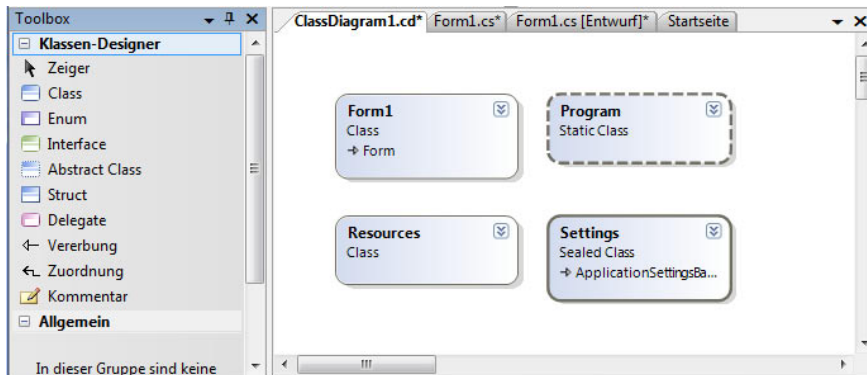 Toolbox
Klassen-Designer
Zeiger
Class
Enum
Interface
Abstract Class
Struct
Delegate
Vererbung
Zuordnung
Kommentar
Allgemein
In dieser Gruppe sind keine
ClassDiagram1.cd* Form1.cs* Form1.cs [Entwurf]* Startseite
Form1
Class
Form
Program
Static Class
Resources
Class
Settings
Sealed Class
ApplicationSettingsBa...